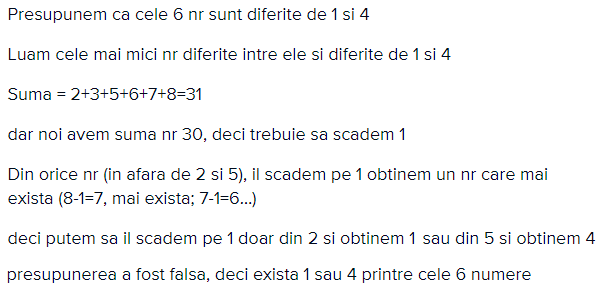 Presupunem ca cele 6 nr sunt diferite de 1 si 4
Luam cele mai mici nr diferite intre ele si diferite de 1 si 4
Suma = 2+3+5+6+7+8=31
dar noi avem suma nr 30, deci trebuie sa scadem 1
Din orice nr (in afara de 2 si 5), il scadem pe 1 obtinem un nr care mai
exista (8-1=7, mai exista; 7-1=6...)
deci putem sa il scadem pe 1 doar din 2 si obtinem 1 sau din 5 si obtinem 4
presupunerea a fost falsa, deci exista 1 sau 4 printre cele 6 numere